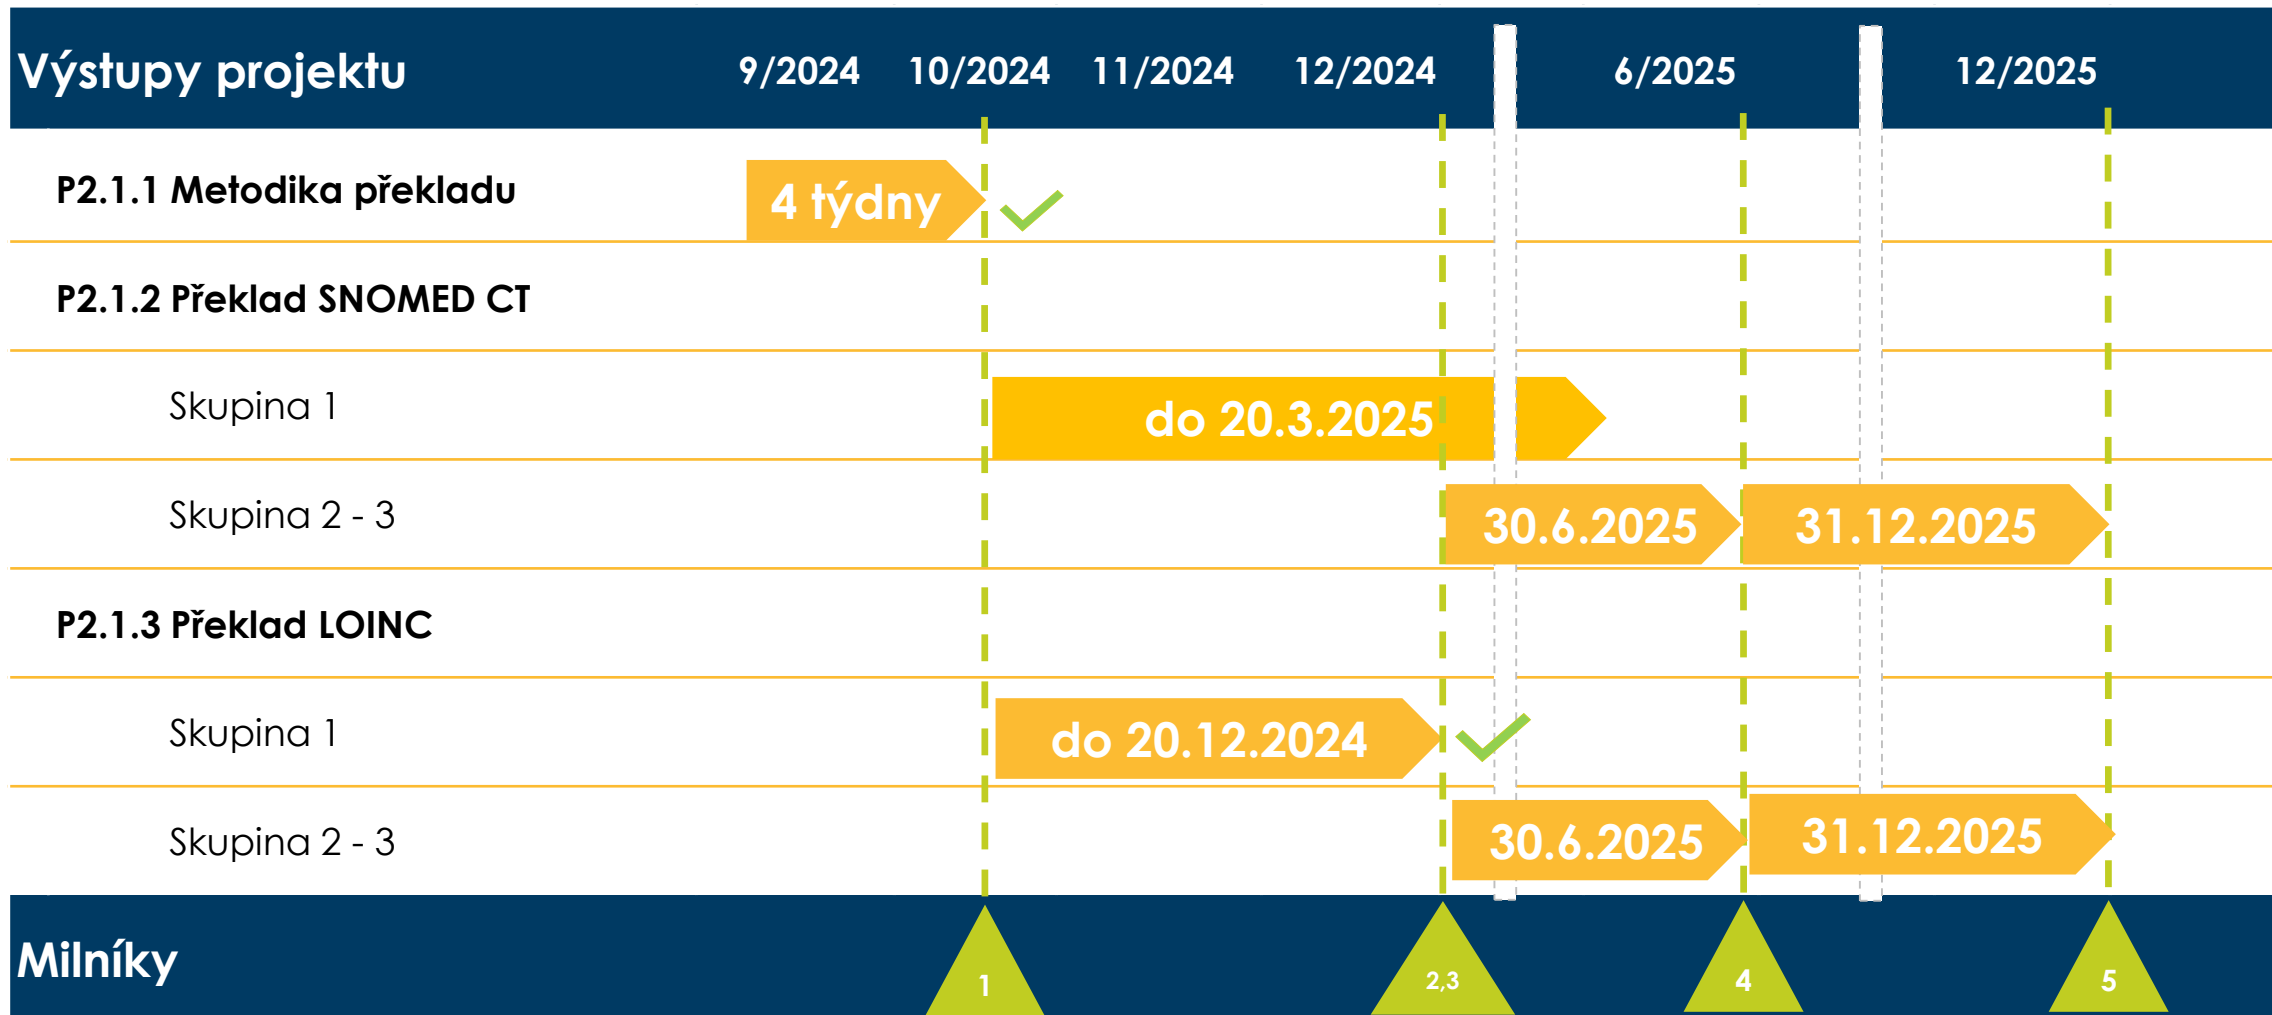 Výstupy projektu 9/2024 10/2024 11/2024 12/2024 6/2025 12/2025
P2.1.1 Metodika překladu 4 týdny
P2.1.2 Překlad SNOMED CT
Skupina 1 do 20.3.2025
Skupina 2 - 3 30.6.2025 31.12.2025
P2.1.3 Překlad LOINC
Skupina 1 do 20.12.2024
Skupina 2 - 3 30.6.2025 31.12.2025
Milníky 1 2,3 4 5